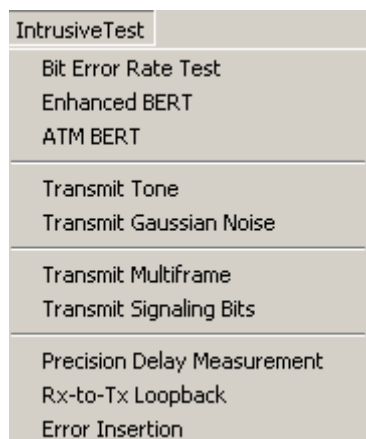 IntrusiveTest
Bit Error Rate Test
Enhanced BERT
ATM BERT
Transmit Tone
Transmit Gaussian Noise
Transmit Multiframe
Transmit Signaling Bits
Precision Delay Measurement
Rx-to-Tx Loopback
Error Insertion